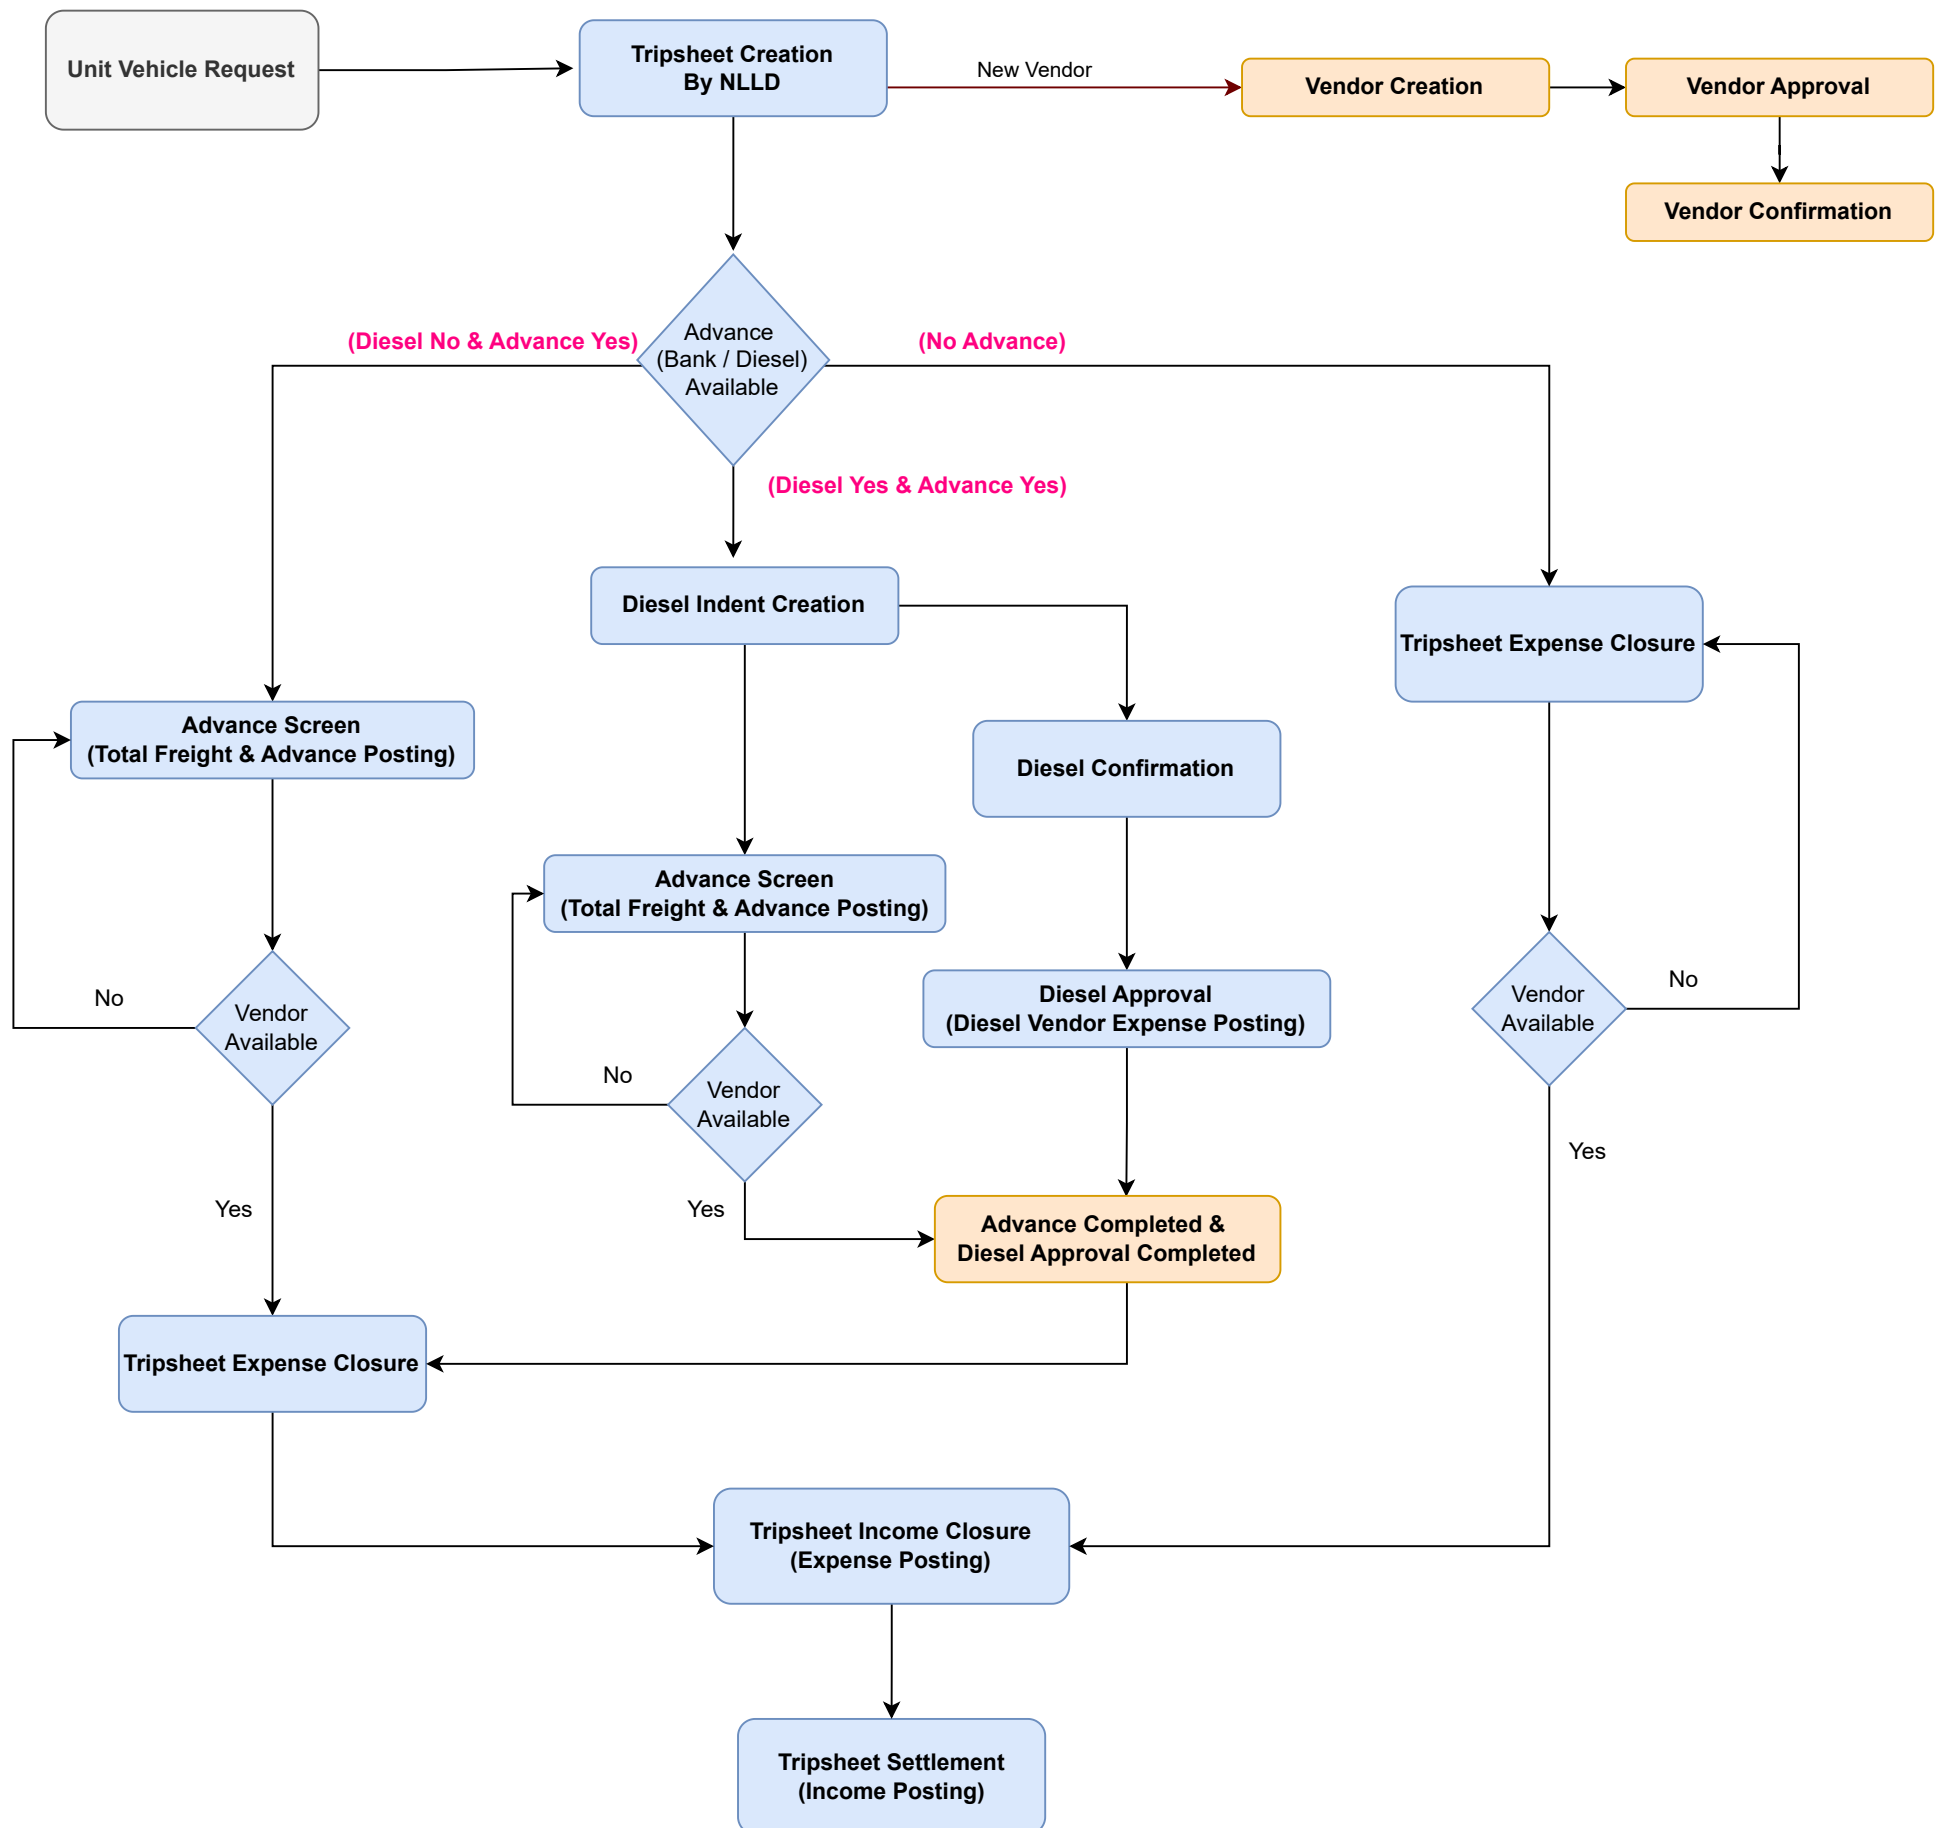 Unit Vehicle Request
Tripsheet Creation
By NLLD
New Vendor
Vendor Creation
Vendor Approval
Vendor Confirmation
(Diesel No & Advance Yes)
Advance
(Bank / Diesel)
Available
(No Advance)
(Diesel Yes & Advance Yes)
Diesel Indent Creation
Tripsheet Expense Closure
Advance Screen
(Total Freight & Advance Posting)
Diesel Confirmation
Advance Screen
(Total Freight & Advance Posting)
No
Vendor
Available
Diesel Approval
(Diesel Vendor Expense Posting)
Vendor
Available
No
No
Vendor
Available
Yes
Yes
Yes
Advance Completed &
Diesel Approval Completed
Tripsheet Expense Closure
Tripsheet Income Closure
(Expense Posting)
Tripsheet Settlement
(Income Posting)